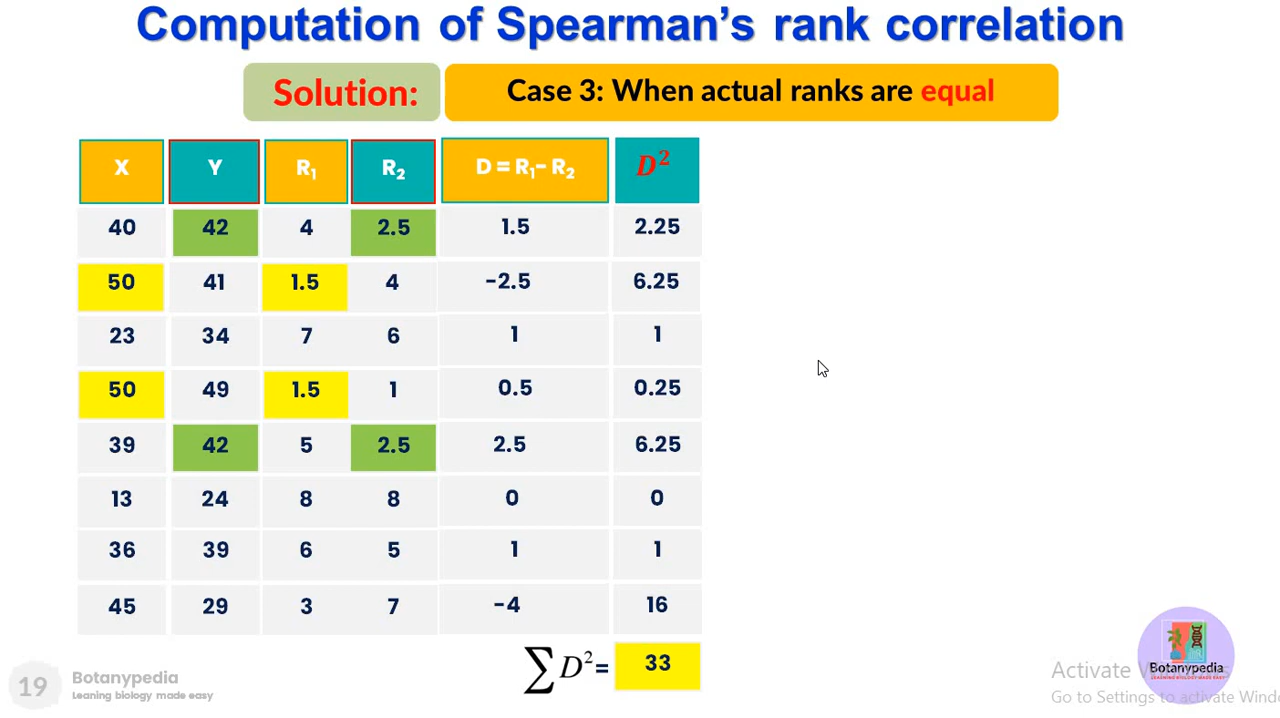 Computation of Spearman's rank correlation
Solution:
Case 3: When actual ranks are equal
X Y R₁ R₂ D = R₁- R₂ D²
40 42 4 2.5 1.5 2.25
50 41 1.5 4 -2.5 6.25
23 34 7 6 1 1
50 49 1.5 1 0.5 0.25
39 42 5 2.5 2.5 6.25
13 24 8 8 0 0
36 39 6 5 1 1
45 29 3 7 -4 16
∑D²= 33
19
Botanypedia
Leaning biology made easy
Botanypedia
LEARNING BIOLOGY MADE EASY
Activate
Go to Settings to activate Wind